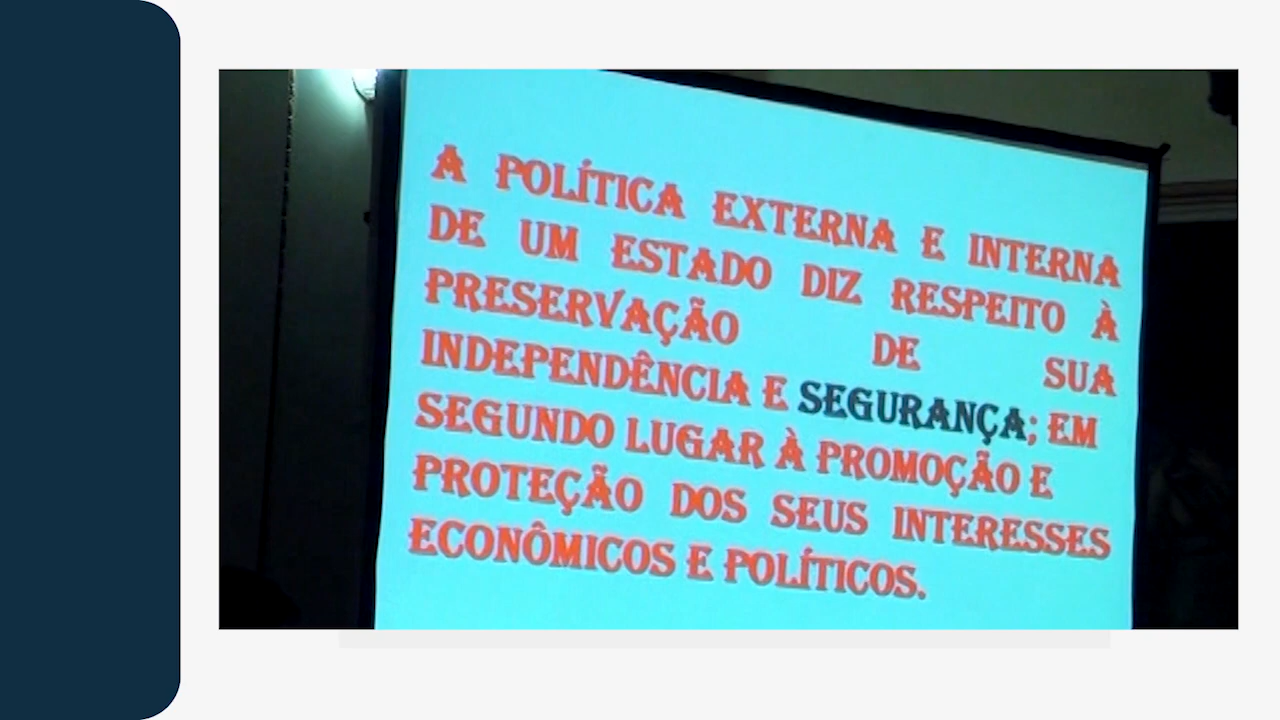 A POLÍTICA EXTERNA E INTERNA
DE UM ESTADO DIZ RESPEITO À
PRESERVAÇÃO DE SUA
INDEPENDÊNCIA E SEGURANÇA; EM
SEGUNDO LUGAR À PROMOÇÃO E
PROTEÇÃO DOS SEUS INTERESSES
ECONÔMICOS E POLÍTICOS.